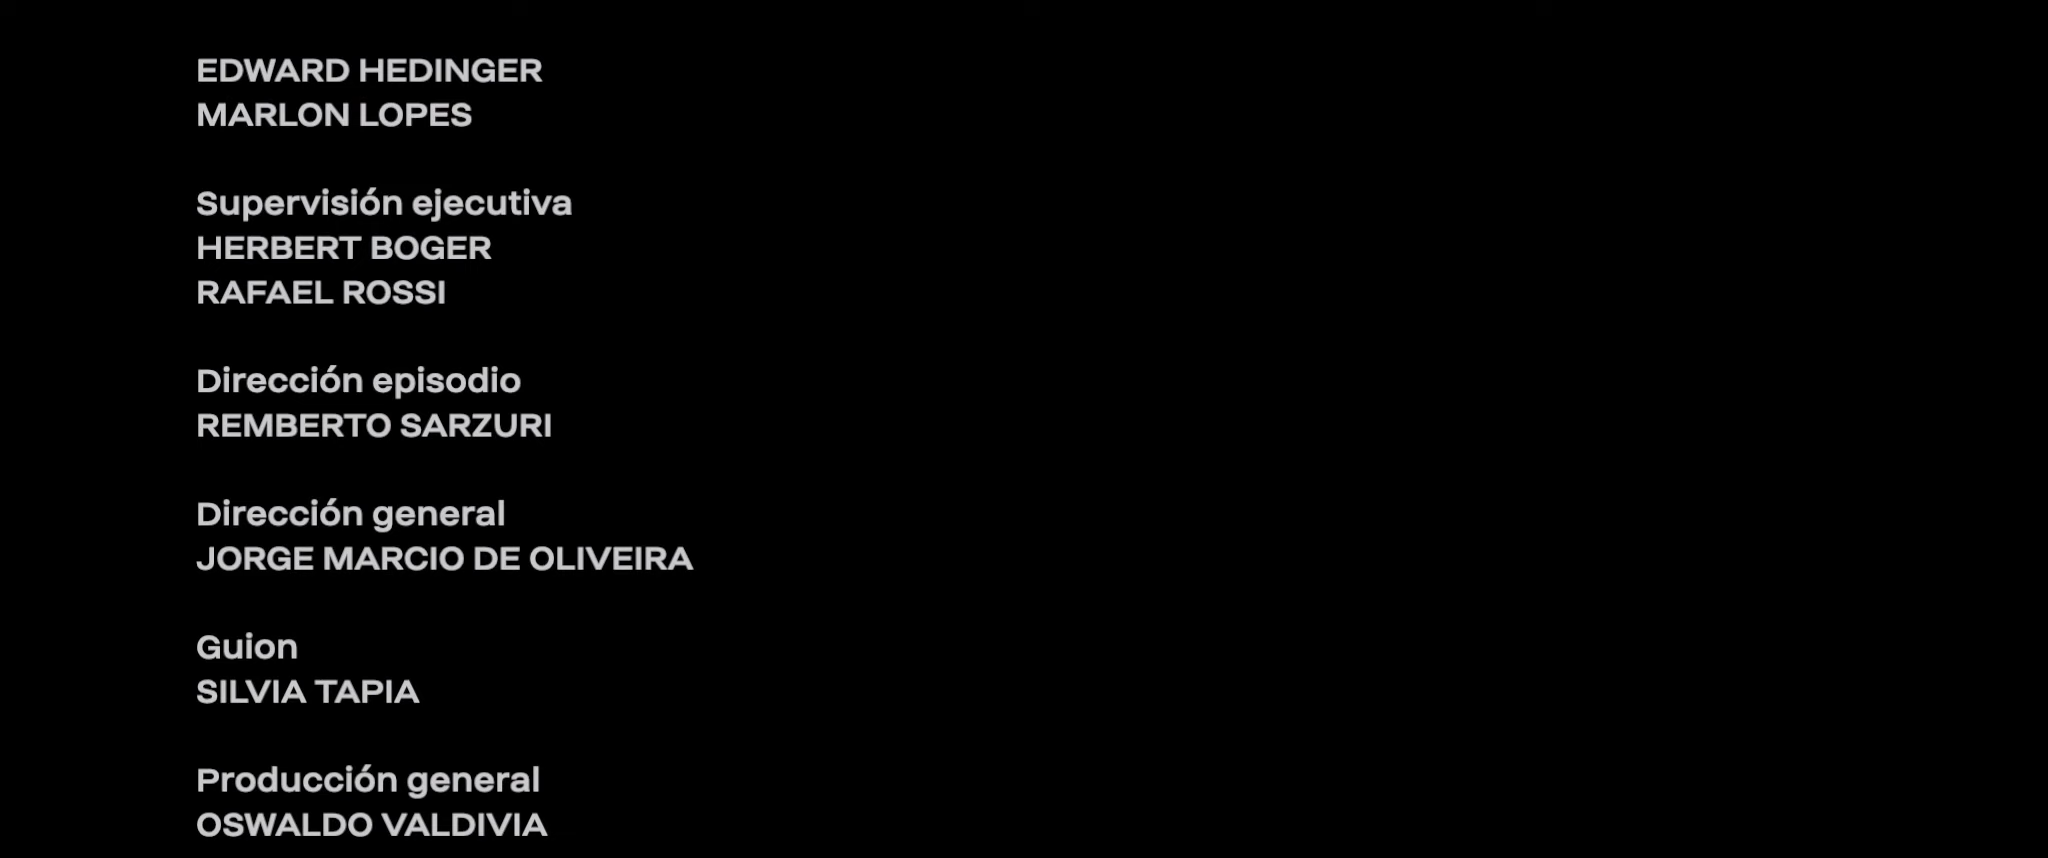 EDWARD HEDINGER
MARLON LOPES
Supervisión ejecutiva
HERBERT BOGER
RAFAEL ROSSI
Dirección episodio
REMBERTO SARZURI
Dirección general
JORGE MARCIO DE OLIVEIRA
Guion
SILVIA TAPIA
Producción general
OSWALDO VALDIVIA